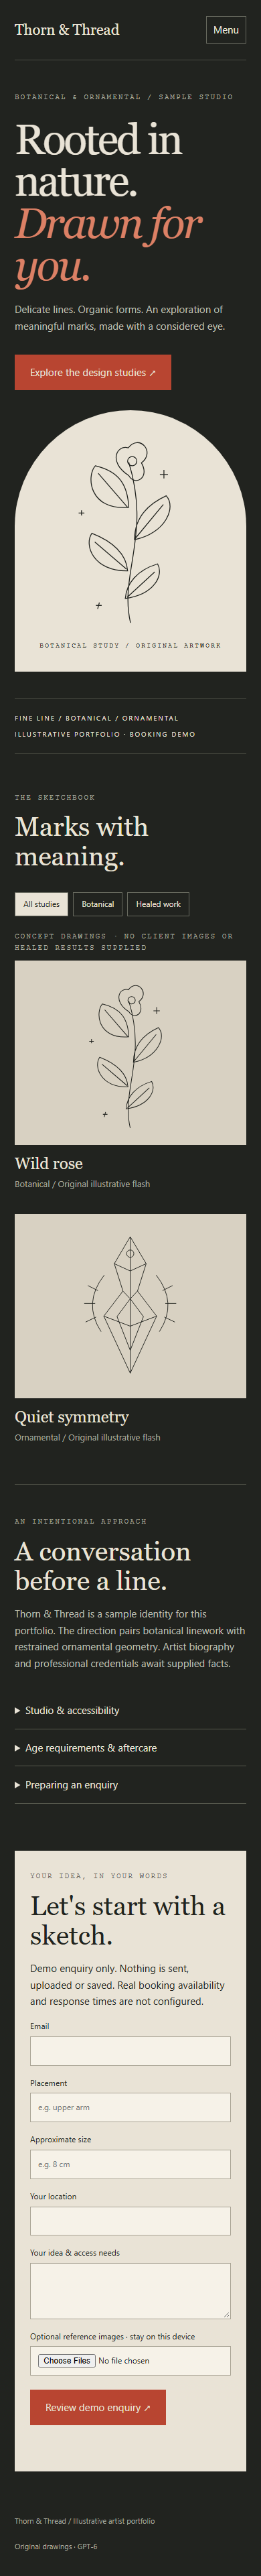 Thorn & Thread
Menu
BOTANICAL & ORNAMENTAL / SAMPLE STUDIO
Rooted in
nature.
Drawn for
you.
Delicate lines. Organic forms. An exploration of
meaningful marks, made with a considered eye.
Explore the design studies ↗
BOTANICAL STUDY / ORIGINAL ARTWORK
FINE LINE / BOTANICAL / ORNAMENTAL
ILLUSTRATIVE PORTFOLIO · BOOKING DEMO
THE SKETCHBOOK
Marks with
meaning.
All studies
Botanical
Healed work
CONCEPT DRAWINGS · NO CLIENT IMAGES OR
HEALED RESULTS SUPPLIED
Wild rose
Botanical / Original illustrative flash
Quiet symmetry
Ornamental / Original illustrative flash
AN INTENTIONAL APPROACH
A conversation
before a line.
Thorn & Thread is a sample identity for this
portfolio. The direction pairs botanical linework with
restrained ornamental geometry. Artist biography
and professional credentials await supplied facts.
▶ Studio & accessibility
▶ Age requirements & aftercare
▶ Preparing an enquiry
YOUR IDEA, IN YOUR WORDS
Let's start with a
sketch.
Demo enquiry only. Nothing is sent,
uploaded or saved. Real booking availability
and response times are not configured.
Email
Placement
e.g. upper arm
Approximate size
e.g. 8 cm
Your location
Your idea & access needs
Optional reference images · stay on this device
Choose Files No file chosen
Review demo enquiry ↗
Thorn & Thread / Illustrative artist portfolio
Original drawings · GPT-6